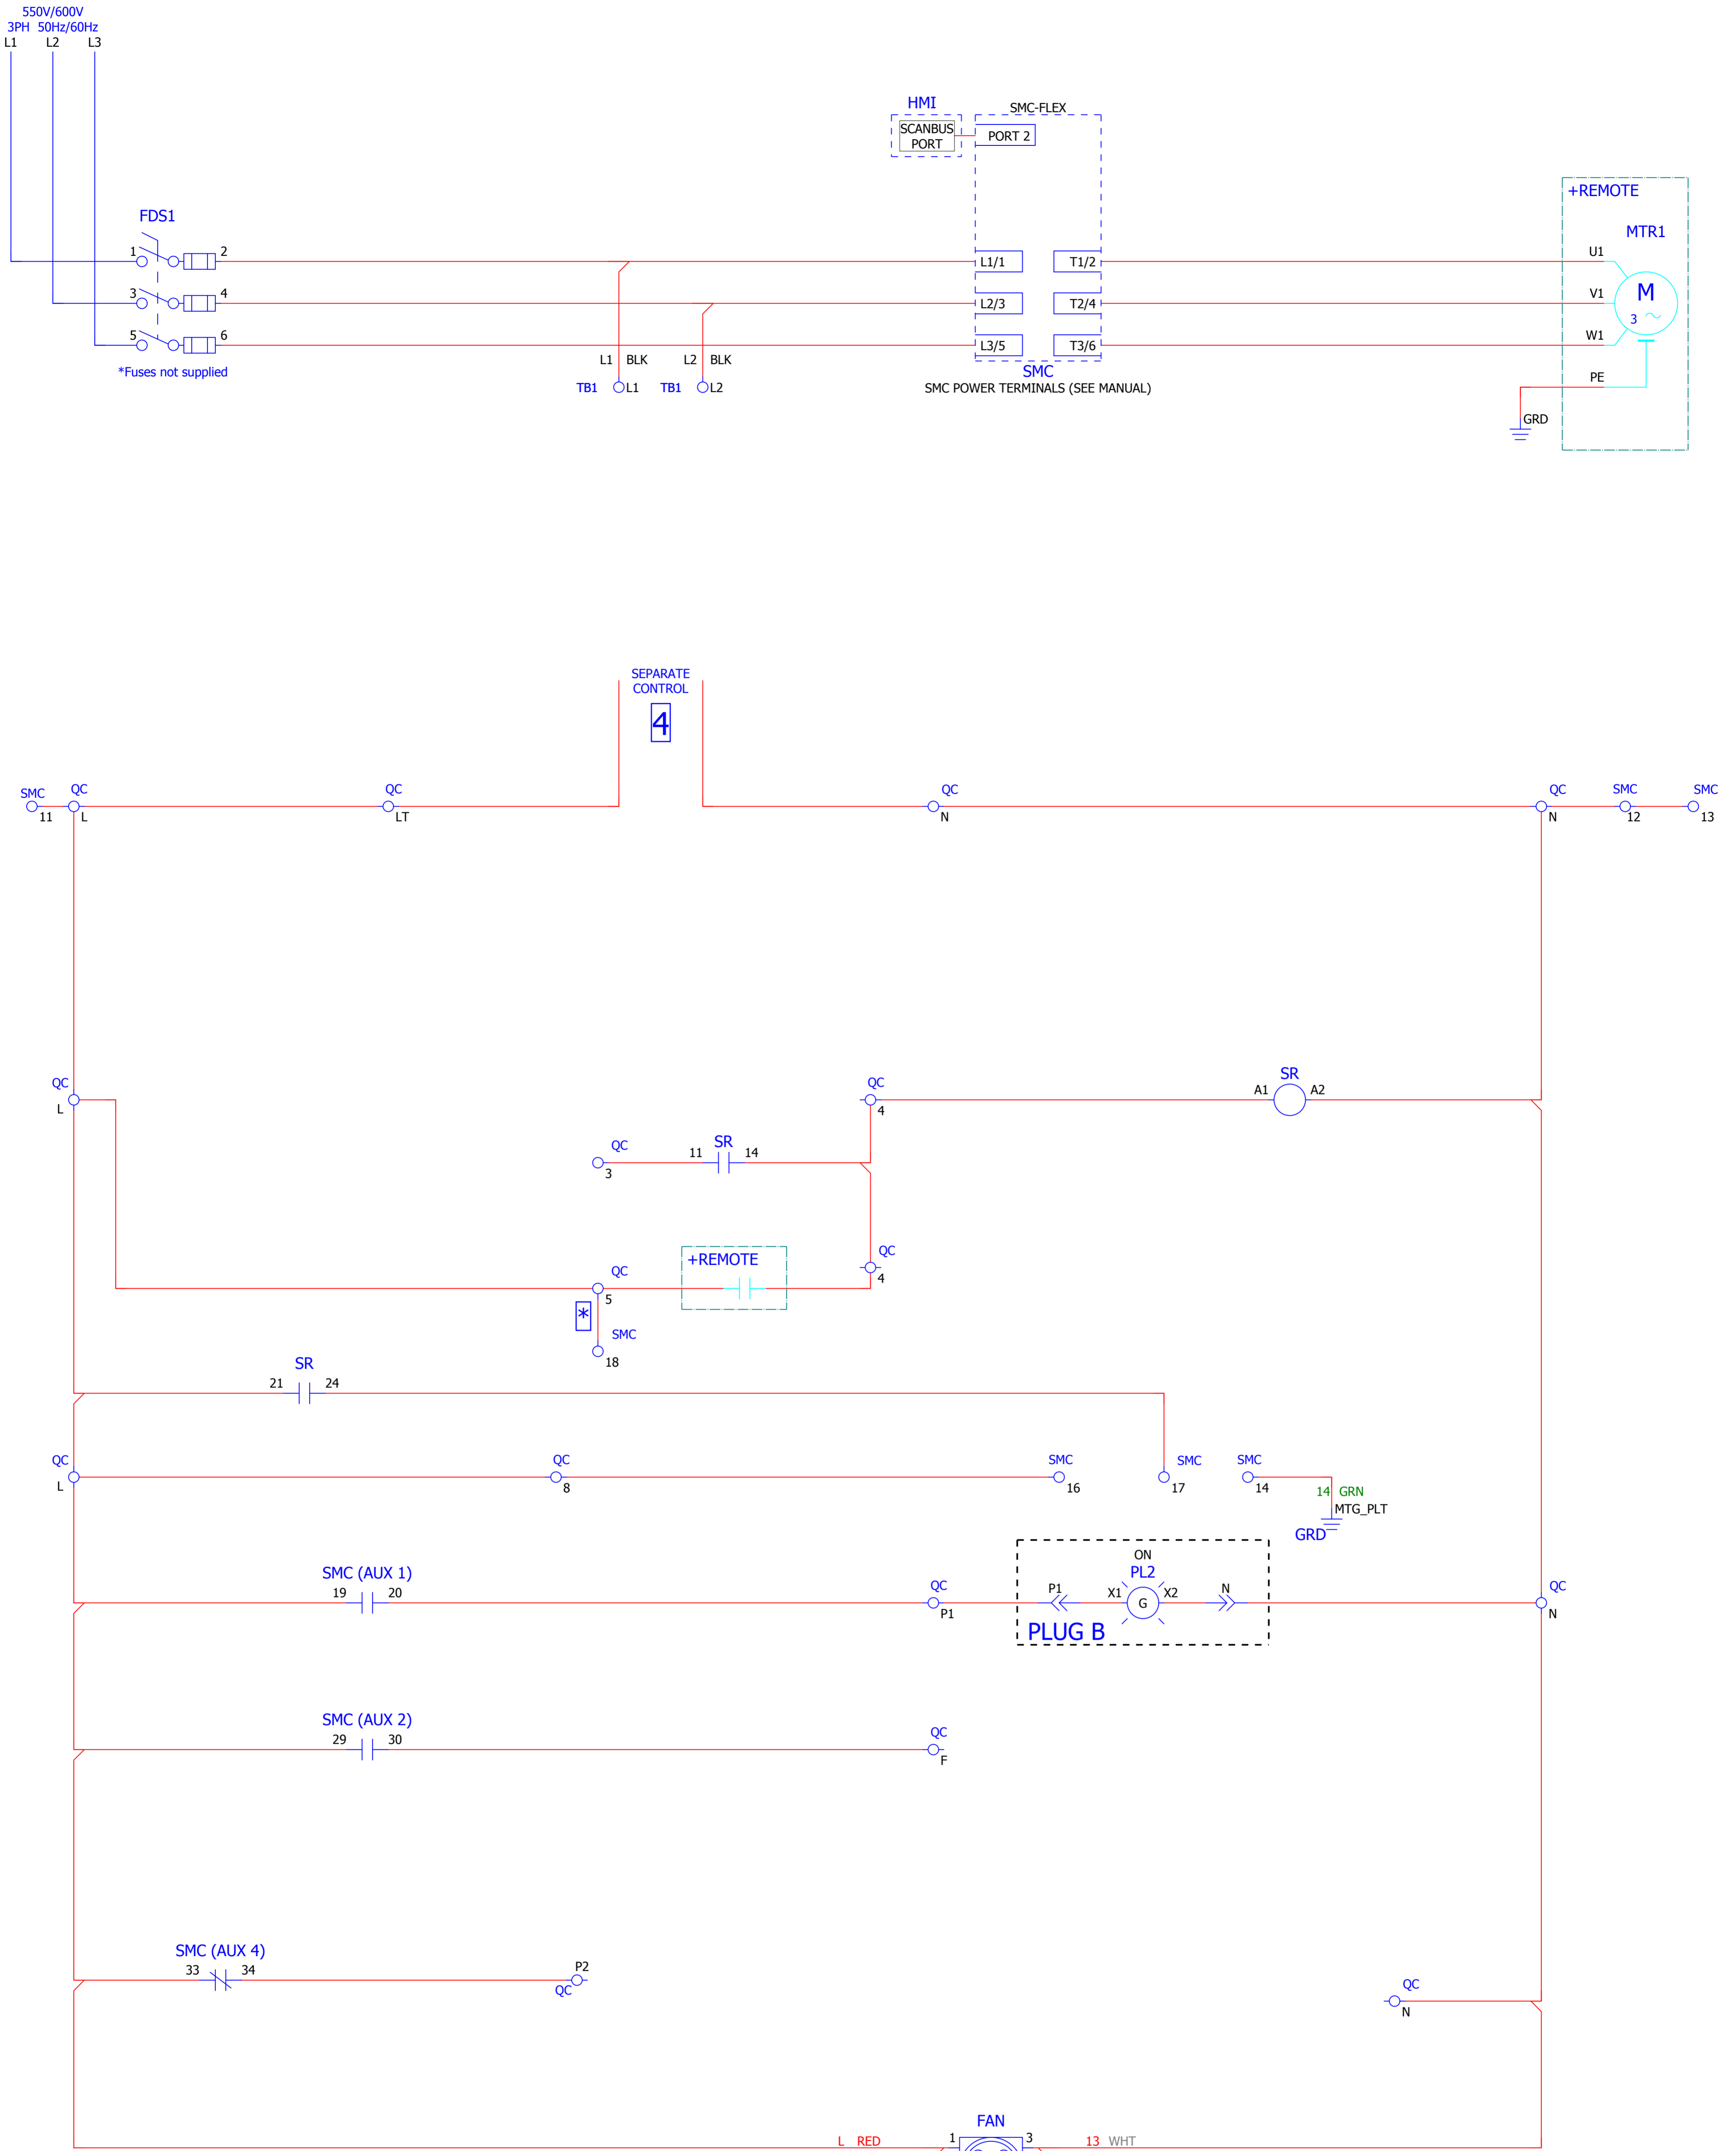 550V/600V
3PH 50Hz/60Hz
L1 L2 L3
HMI
SMC-FLEX
SCANBUS
PORT
PORT 2
+REMOTE
FDS1
MTR1
1 2
L1/1 T1/2
U1
3 4
L2/3 T2/4
V1
M
3
5 6
L3/5 T3/6
W1
*Fuses not supplied
L1 BLK L2 BLK
SMC
PE
TB1 L1 TB1 L2
SMC POWER TERMINALS (SEE MANUAL)
GRD
SEPARATE
CONTROL
4
SMC QC QC QC QC SMC SMC
11 L LT N N 12 13
QC QC SR
A1 A2
L 4
QC SR
11 14
3
QC
4
+REMOTE
QC
5
*
SMC
18
SR
21 24
QC QC SMC SMC SMC
L 8 16 17 14
14 GRN
MTG_PLT
GRD
ON
SMC (AUX 1) PL2
19 20 QC P1 X1 X2 N QC
G
P1 N
PLUG B
SMC (AUX 2)
29 30 QC
F
SMC (AUX 4)
33 34 P2
QC
QC
N
FAN
L RED 1 3 13 WHT